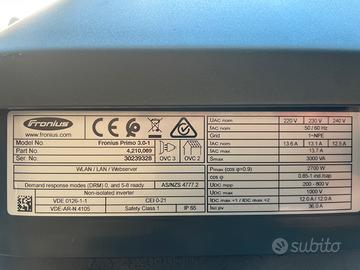 Fronius
www.fronius.com
Model No. Fronius Primo 3.0-1
Part No. 4,210,069
Serial No. 30239328
OVC 3 OVC 2
WLAN / LAN / Webserver
Demand response modes (DRM) 0, and 5-8 ready AS/NZS 4777.2
Non-isolated inverter
VDE 0126-1-1 CEI 0-21
VDE-AR-N 4105 Safety Class 1 IP 65
UAC nom 220 V 230 V 240 V
fAC nom 50 / 60 Hz
Grid 1~NPE
IAC nom 13.6 A 13.1 A 12.5 A
IAC max 13.7 A
Smax 3000 VA
Pmax (cos φ=0.9) 2700 W
cos φ 0.85-1 ind./cap
UDC mpp 200 - 800 V
UDC max 1000 V
IDC max #1 / IDC max #2 12.0 A / 12.0 A
Isc pv 36.0 A
subito